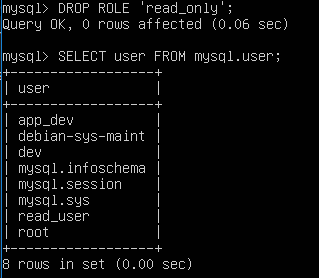 mysql> DROP ROLE 'read_only';
Query OK, 0 rows affected (0.06 sec)
mysql> SELECT user FROM mysql.user;
+------------------+
| user             |
+------------------+
| app_dev          |
| debian-sys-maint |
| dev              |
| mysql.infoschema |
| mysql.session    |
| mysql.sys        |
| read_user        |
| root             |
+------------------+
8 rows in set (0.00 sec)